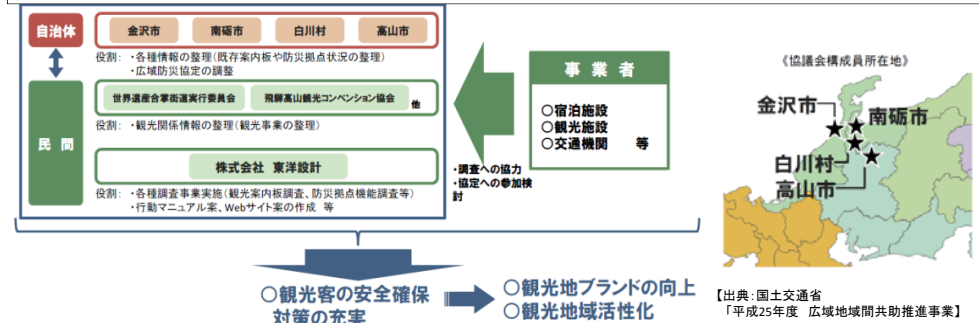 自治体
金沢市 南砺市 白川村 高山市
役割： ・各種情報の整理(既存案内板や防災拠点状況の整理)
・広域防災協定の調整
民間
世界遺産合掌街道実行委員会 飛騨高山観光コンベンション協会 他
役割： ・観光関係情報の整理(観光事業の整理)
株式会社 東洋設計
役割： ・各種調査事業実施(観光案内板調査、防災拠点機能調査等)
・行動マニュアル案、Webサイト案の作成 等
事業者
○宿泊施設
○観光施設
○交通機関 等
・調査への協力
・協定への参加検
討
《協議会構成員所在地》
金沢市
南砺市
白川村
高山市
○観光客の安全確保
対策の充実
○観光地ブランドの向上
○観光地域活性化
【出典：国土交通省
「平成25年度 広域地域間共助推進事業】